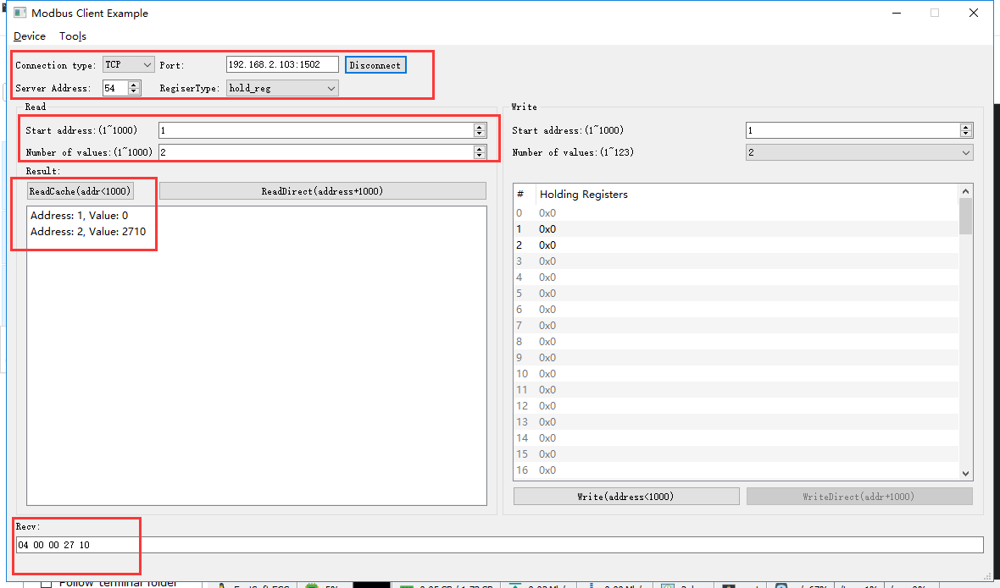 Modbus Client Example
Device Tools
Connection type: TCP Port: 192.168.2.103:1502 Disconnect
Server Address: 54 RegiserType: hold_reg
Read
Start address:(1~1000) 1
Number of values:(1~1000) 2
Result:
ReadCache(addr<1000) ReadDirect(address+1000)
Address: 1, Value: 0
Address: 2, Value: 2710
Write
Start address:(1~1000) 1
Number of values:(1~123) 2
# Holding Registers
0 0x0
1 0x0
2 0x0
3 0x0
4 0x0
5 0x0
6 0x0
7 0x0
8 0x0
9 0x0
10 0x0
11 0x0
12 0x0
13 0x0
14 0x0
15 0x0
16 0x0
Write(address<1000) WriteDirect(addr+1000)
Recv:
04 00 00 27 10
Follow terminal folder